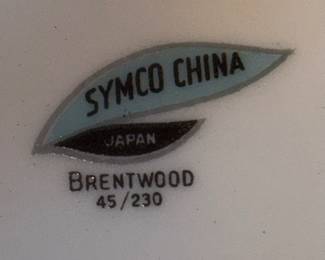 SYMCO CHINA
JAPAN
BRENTWOOD
45/230